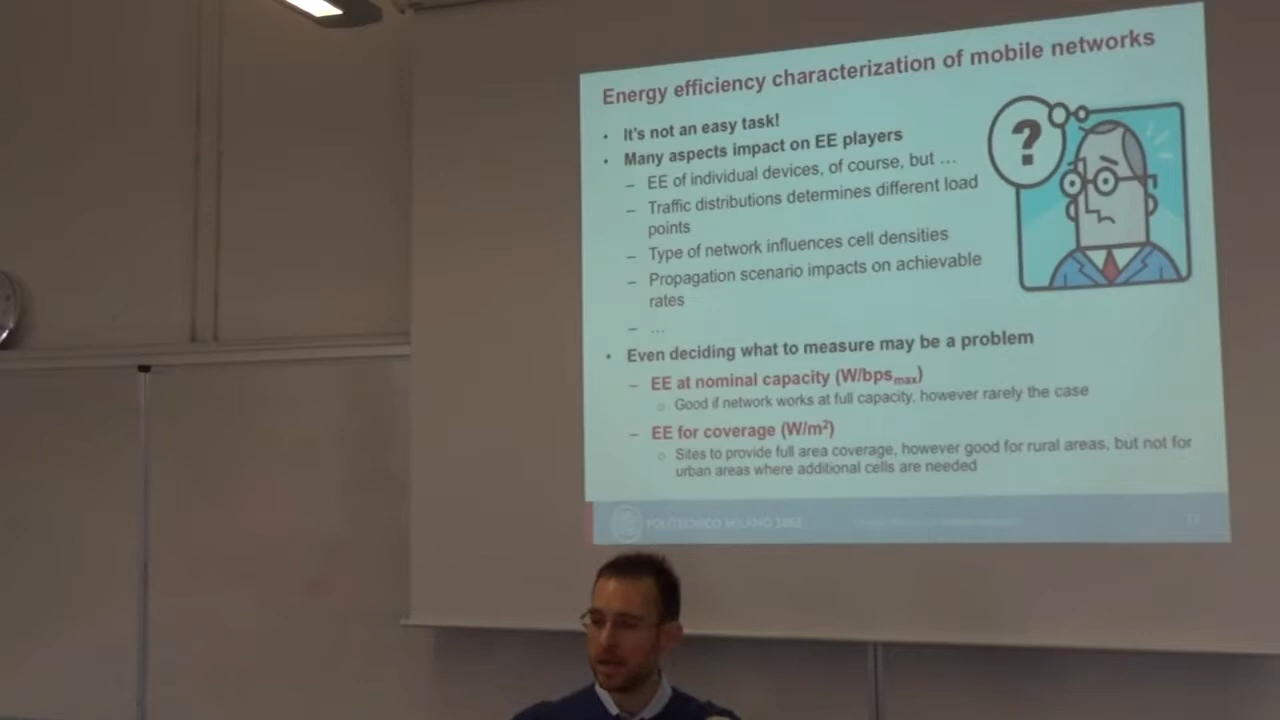 Energy efficiency characterization of mobile networks
• It's not an easy task!
• Many aspects impact on EE players
– EE of individual devices, of course, but ...
– Traffic distributions determines different load
points
– Type of network influences cell densities
– Propagation scenario impacts on achievable
rates
– ...
?
• Even deciding what to measure may be a problem
– EE at nominal capacity (W/bpsmax)
○ Good if network works at full capacity, however rarely the case
– EE for coverage (W/m²)
○ Sites to provide full area coverage, however good for rural areas, but not for
urban areas where additional cells are needed
POLITECNICO MILANO 1863